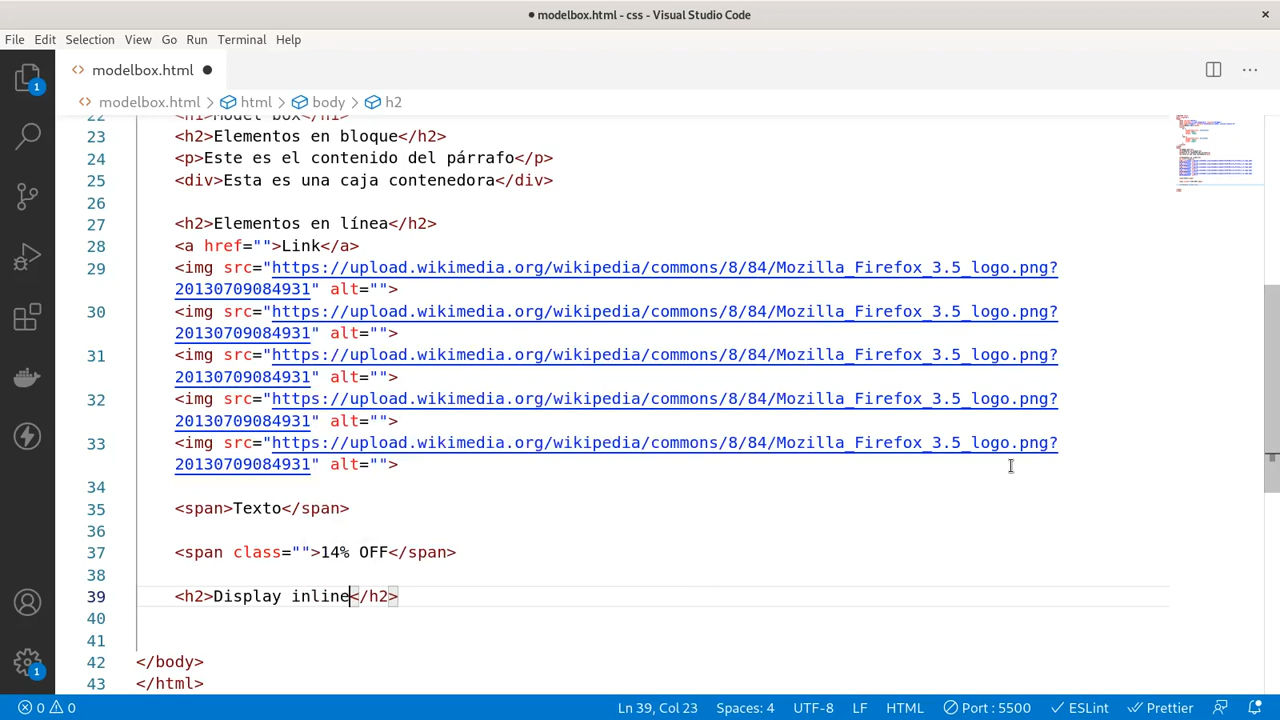 modelbox.html - css - Visual Studio Code
File Edit Selection View Go Run Terminal Help
modelbox.html
modelbox.html > html > body > h2
22 <h1>Model box</h1>
23 <h2>Elementos en bloque</h2>
24 <p>Este es el contenido del párrafo</p>
25 <div>Esta es una caja contenedora</div>
26
27 <h2>Elementos en línea</h2>
28 <a href="">Link</a>
29 <img src="https://upload.wikimedia.org/wikipedia/commons/8/84/Mozilla_Firefox_3.5_logo.png?
20130709084931" alt="">
30 <img src="https://upload.wikimedia.org/wikipedia/commons/8/84/Mozilla_Firefox_3.5_logo.png?
20130709084931" alt="">
31 <img src="https://upload.wikimedia.org/wikipedia/commons/8/84/Mozilla_Firefox_3.5_logo.png?
20130709084931" alt="">
32 <img src="https://upload.wikimedia.org/wikipedia/commons/8/84/Mozilla_Firefox_3.5_logo.png?
20130709084931" alt="">
33 <img src="https://upload.wikimedia.org/wikipedia/commons/8/84/Mozilla_Firefox_3.5_logo.png?
20130709084931" alt="">
34
35 <span>Texto</span>
36
37 <span class="">14% OFF</span>
38
39 <h2>Display inline</h2>
40
41
42 </body>
43 </html>
1
1
0 0 Ln 39, Col 23 Spaces: 4 UTF-8 LF HTML Port : 5500 ESLint Prettier